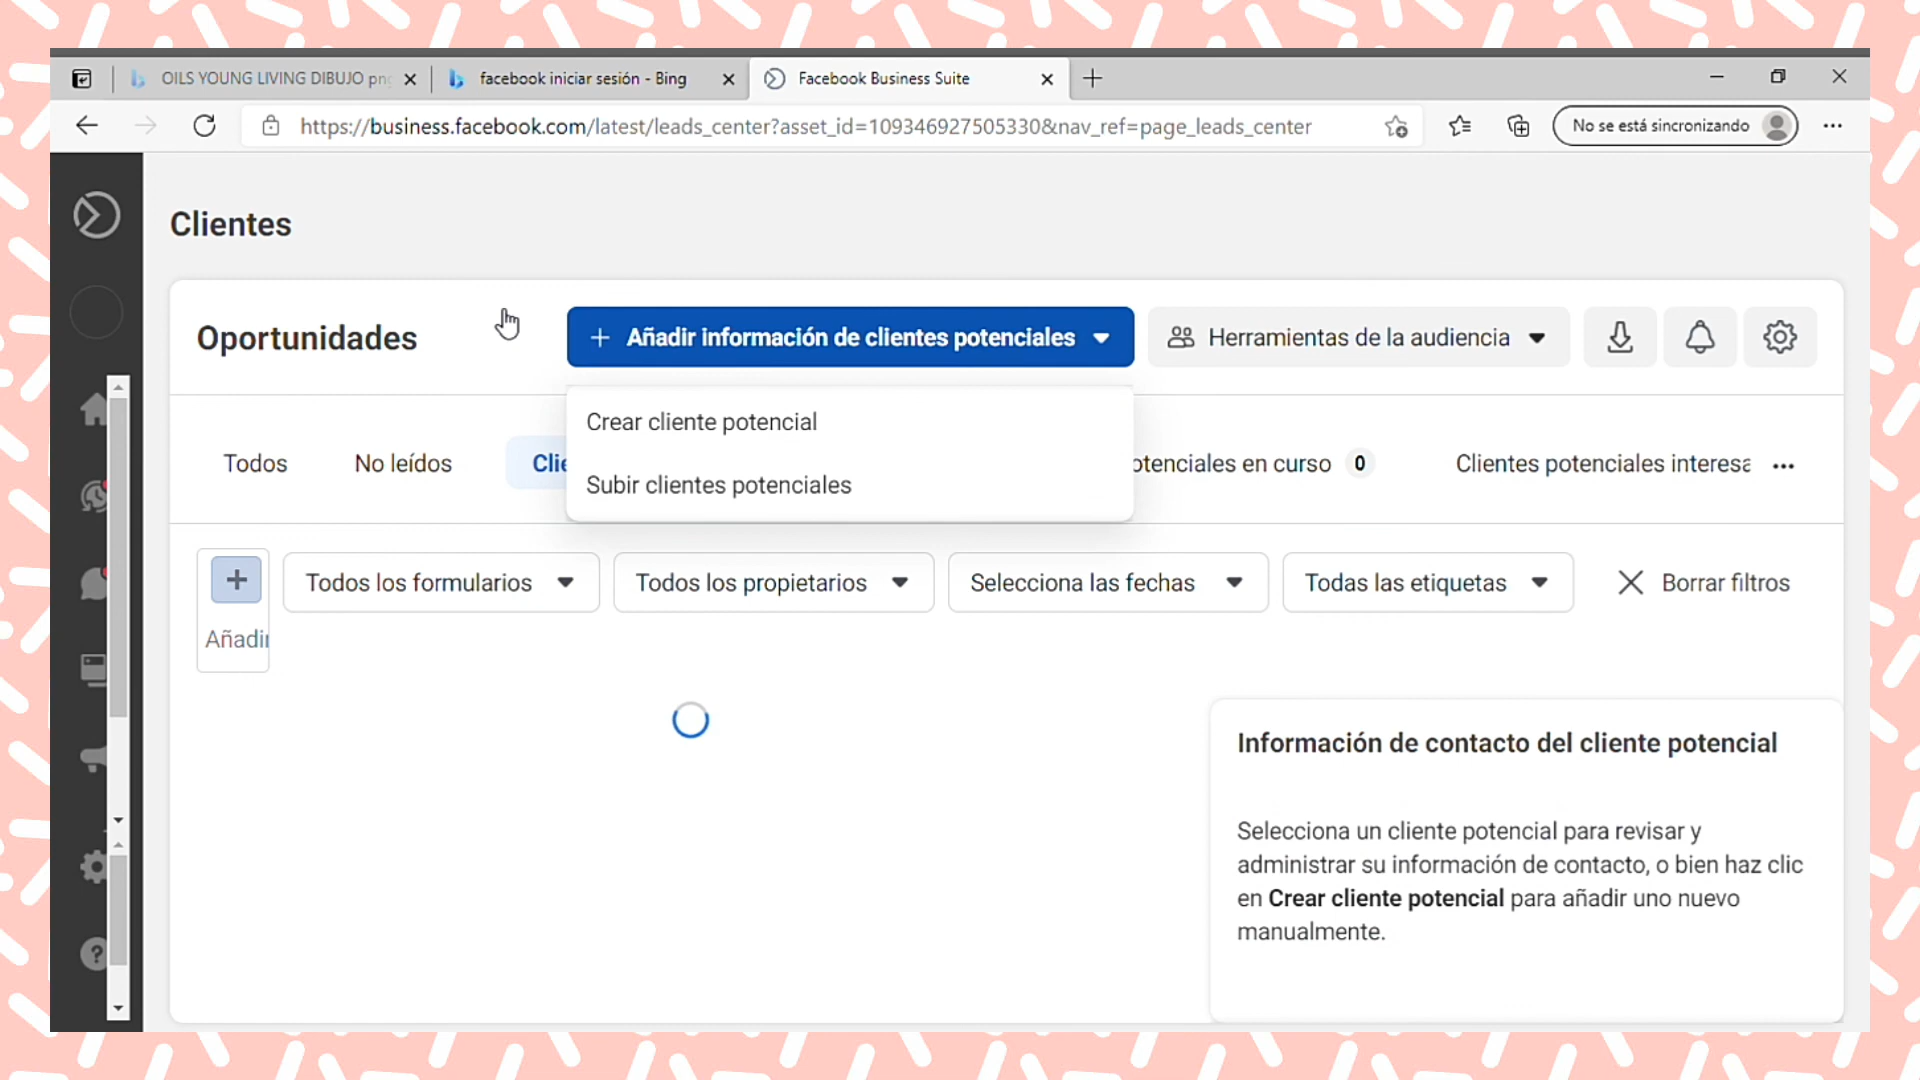 OILS YOUNG LIVING DIBUJO pn
facebook iniciar sesión - Bing
Facebook Business Suite
https://business.facebook.com/latest/leads_center?asset_id=109346927505330&nav_ref=page_leads_center
No se está sincronizando
Clientes
Oportunidades
+ Añadir información de clientes potenciales
Herramientas de la audiencia
Crear cliente potencial
Subir clientes potenciales
Todos
No leídos
Clie
otenciales en curso 0
Clientes potenciales interesa ...
Todos los formularios
Todos los propietarios
Selecciona las fechas
Todas las etiquetas
Borrar filtros
Añadir
Información de contacto del cliente potencial
Selecciona un cliente potencial para revisar y
administrar su información de contacto, o bien haz clic
en Crear cliente potencial para añadir uno nuevo
manualmente.